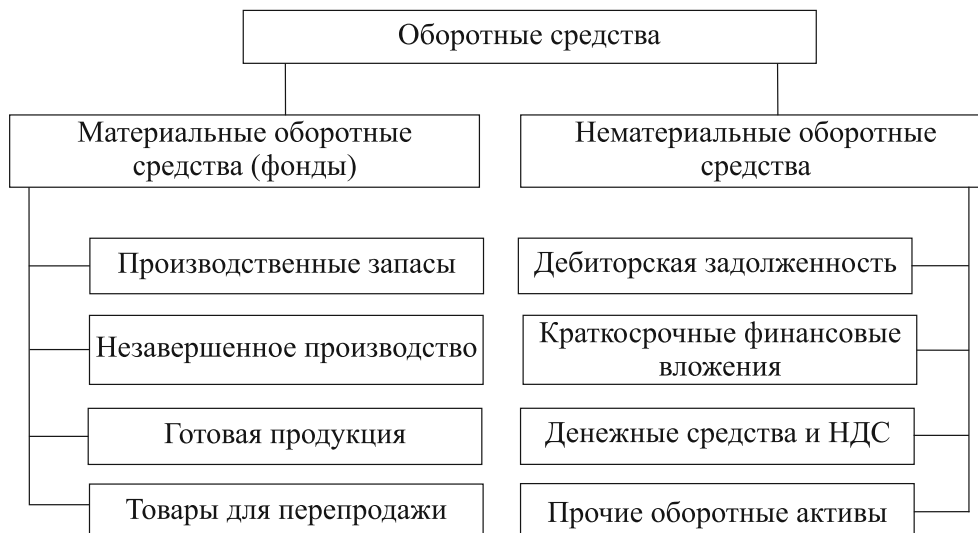 Оборотные средства
Материальные оборотные
средства (фонды)
Нематериальные оборотные
средства
Производственные запасы
Дебиторская задолженность
Незавершенное производство
Краткосрочные финансовые
вложения
Готовая продукция
Денежные средства и НДС
Товары для перепродажи
Прочие оборотные активы